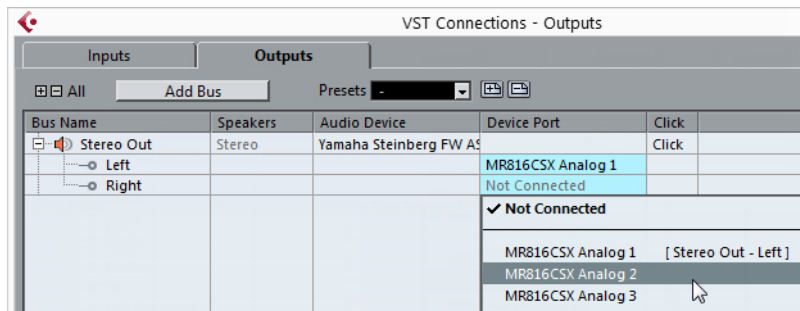 VST Connections - Outputs
Inputs Outputs
All Add Bus Presets -
Bus Name Speakers Audio Device Device Port Click
Stereo Out Stereo Yamaha Steinberg FW AS Click
Left MR816CSX Analog 1
Right Not Connected
✓ Not Connected
MR816CSX Analog 1 [ Stereo Out - Left ]
MR816CSX Analog 2
MR816CSX Analog 3